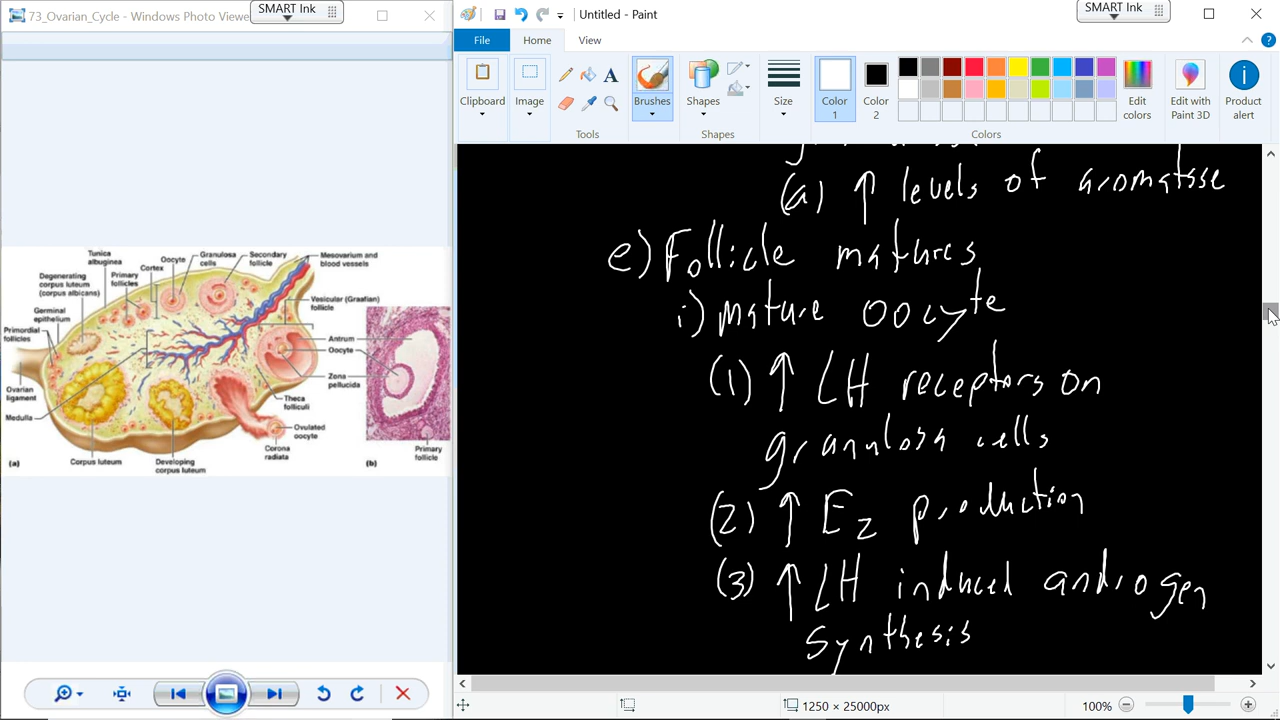 73_Ovarian_Cycle - Windows Photo Viewe
SMART Ink
Untitled - Paint
SMART Ink
File
Home
View
Clipboard
Image
Tools
Brushes
Shapes
Shapes
Size
Color
1
Color
2
Colors
Edit
colors
Edit with
Paint 3D
Product
alert
Tunica
albuginea
Degenerating
corpus luteum
(corpus albicans)
Germinal
epithelium
Primordial
follicles
Ovarian
ligament
Medulla
(a)
Primary
follicles
Cortex
Oocyte
Granulosa
cells
Secondary
follicle
Mesovarium and
blood vessels
Vesicular (Graafian)
follicle
Antrum
Oocyte
Zona
pellucida
Theca
folliculi
Ovulated
oocyte
Corona
radiata
Corpus luteum
Developing
corpus luteum
(b)
Primary
follicle
(a) ↑ levels of aromatase
e) Follicle matures
i) mature oocyte
(1) ↑ LH receptors on
granulosa cells
(2) ↑ E2 production
(3) ↑ LH induced androgen
synthesis
1250 × 25000px
100%